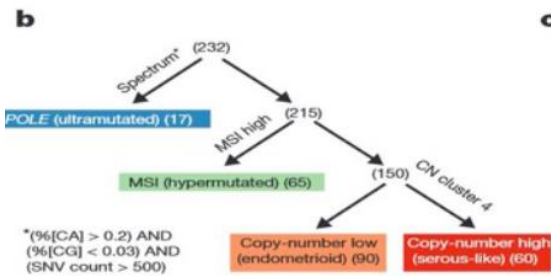 b
c
Spectrum*
(232)
POLE (ultramutated) (17)
MSI high
(215)
MSI (hypermutated) (65)
(150)
CN cluster 4
*(%[CA] > 0.2) AND
(%[CG] < 0.03) AND
(SNV count > 500)
Copy-number low
(endometrioid) (90)
Copy-number high
(serous-like) (60)